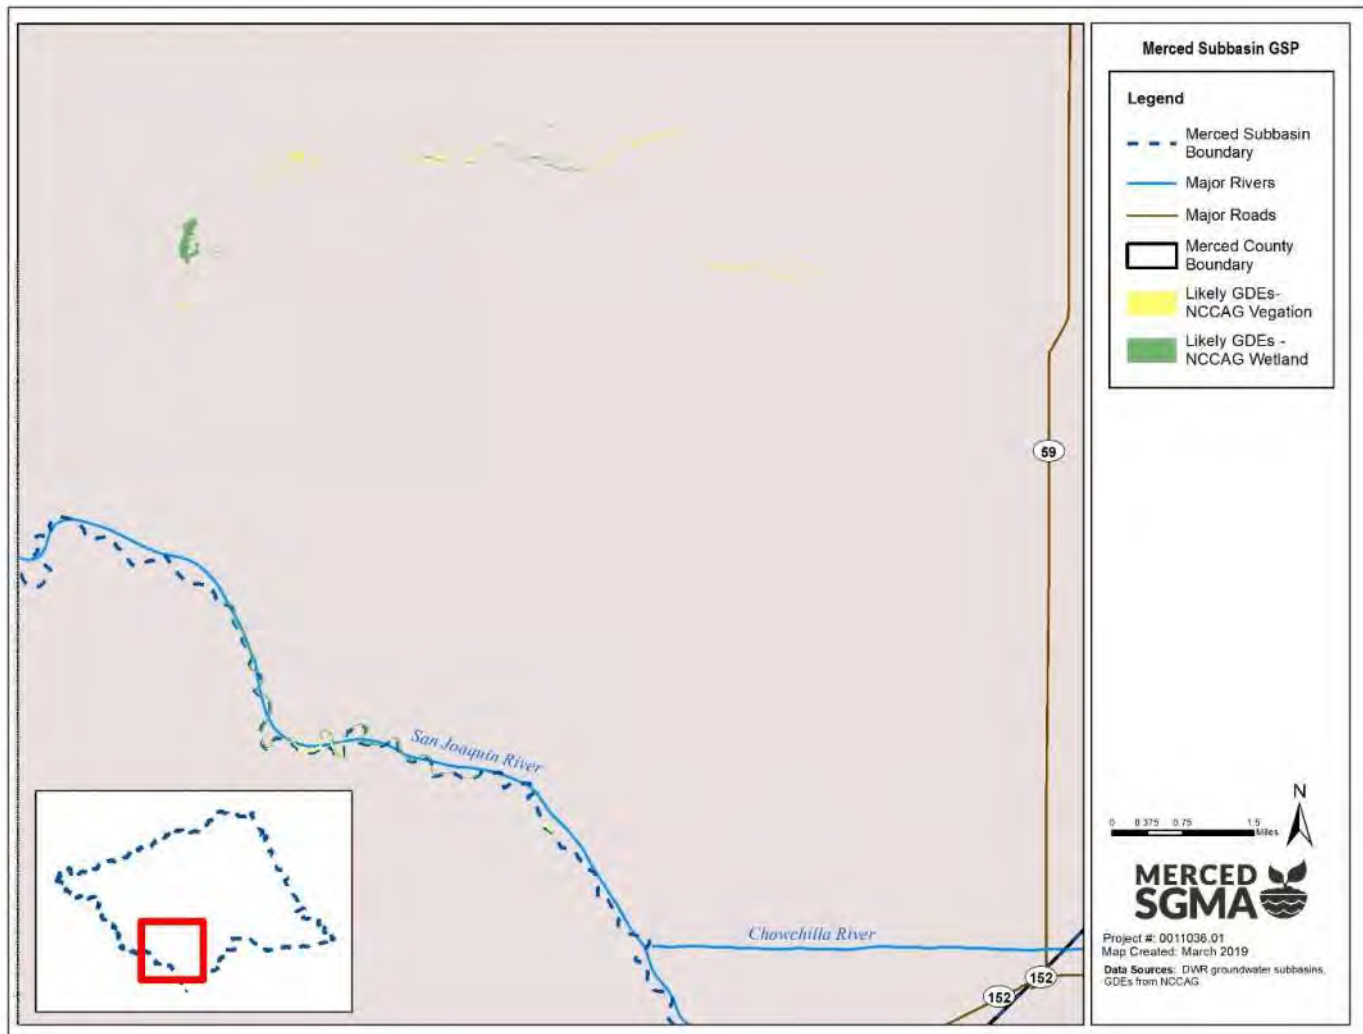 Merced Subbasin GSP
Legend
Merced Subbasin
Boundary
Major Rivers
Major Roads
Merced County
Boundary
Likely GDEs-
NCCAG Vegation
Likely GDEs -
NCCAG Wetland
59
San Joaquin River
Chowchilla River
152
152
N
0 0.375 0.75 1.5
Miles
MERCED
SGMA
Project #: 0011036.01
Map Created: March 2019
Data Sources: DWR groundwater subbasins,
GDEs from NCCAG